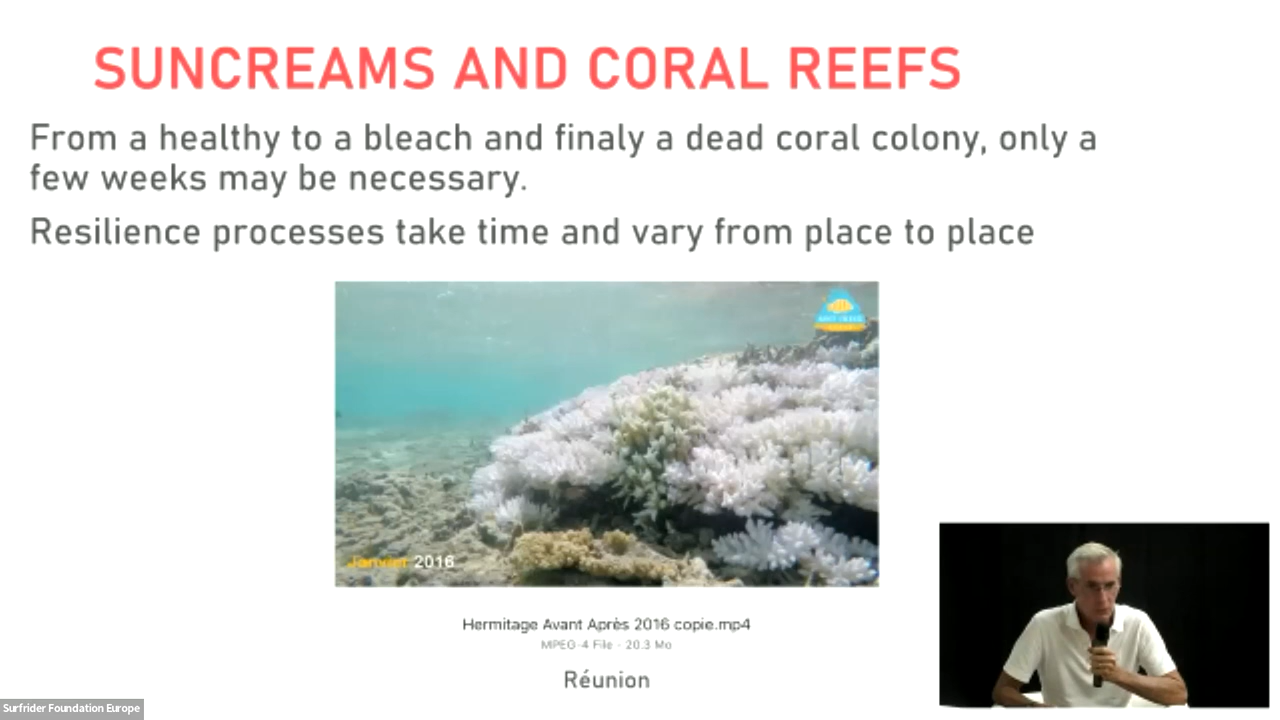 SUNCREAMS AND CORAL REEFS
From a healthy to a bleach and finaly a dead coral colony, only a
few weeks may be necessary.
Resilience processes take time and vary from place to place
Janvier 2016
Hermitage Avant Après 2016 copie.mp4
MPEG-4 File - 20.3 Mo
Réunion
Surfrider Foundation Europe